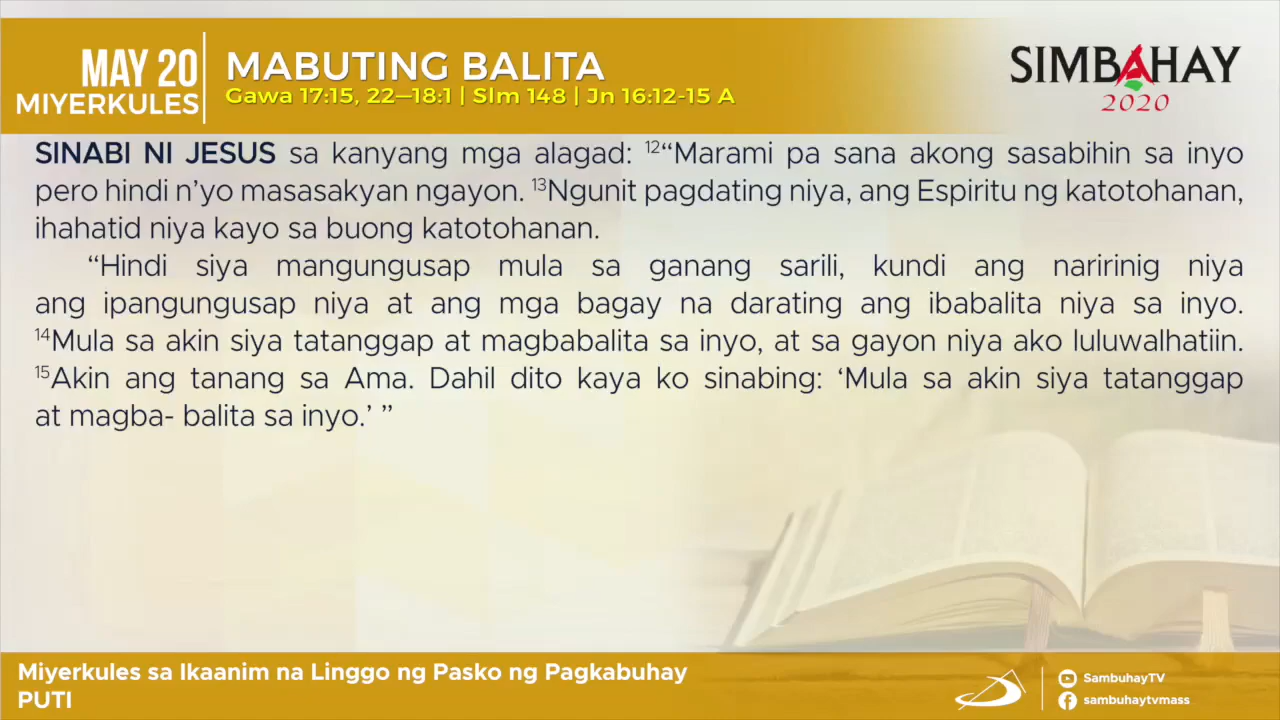 MAY 20
MIYERKULES
MABUTING BALITA
Gawa 17:15, 22—18:1 | Slm 148 | Jn 16:12-15 A
SIMBAHAY
2020
SINABI NI JESUS sa kanyang mga alagad: ¹²“Marami pa sana akong sasabihin sa inyo
pero hindi n’yo masasakyan ngayon. ¹³Ngunit pagdating niya, ang Espiritu ng katotohanan,
ihahatid niya kayo sa buong katotohanan.
“Hindi siya mangungusap mula sa ganang sarili, kundi ang naririnig niya
ang ipangungusap niya at ang mga bagay na darating ang ibabalita niya sa inyo.
¹⁴Mula sa akin siya tatanggap at magbabalita sa inyo, at sa gayon niya ako luluwalhatiin.
¹⁵Akin ang tanang sa Ama. Dahil dito kaya ko sinabing: ‘Mula sa akin siya tatanggap
at magba- balita sa inyo.’ ”
Miyerkules sa Ikaanim na Linggo ng Pasko ng Pagkabuhay
PUTI
SambuhayTV
sambuhaytvmass